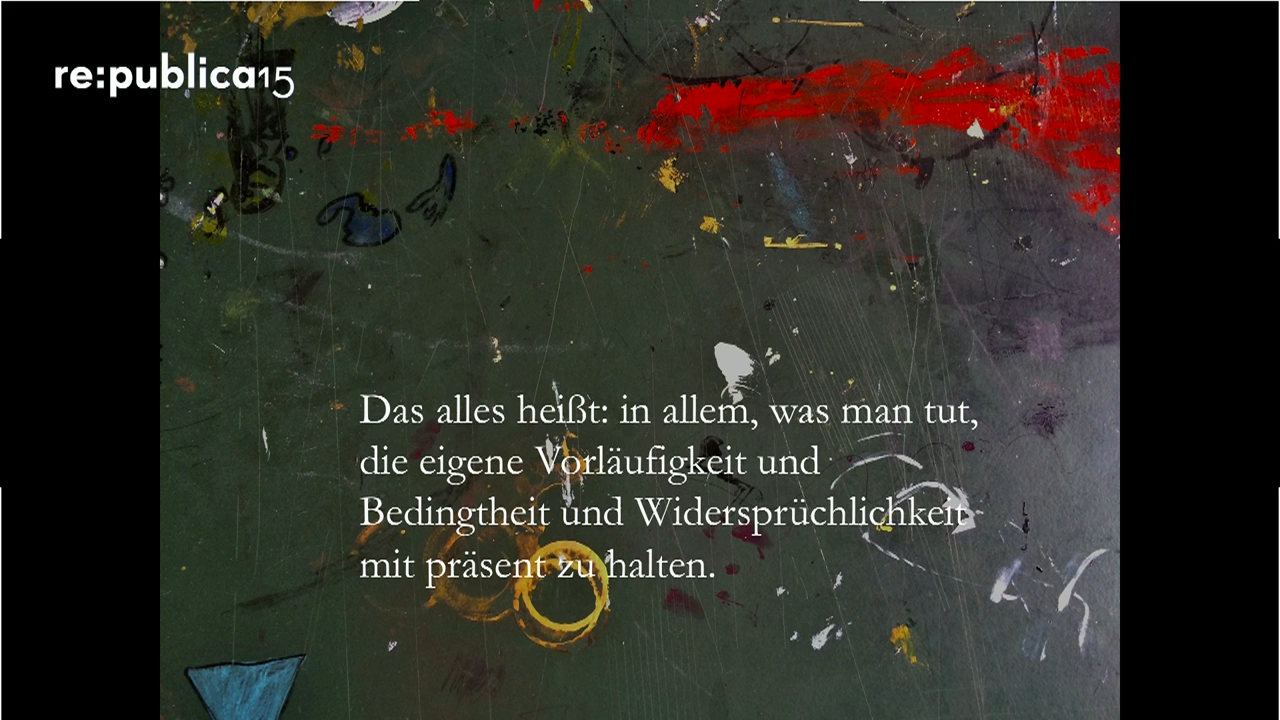 re:publica15
Das alles heißt: in allem, was man tut,
die eigene Vorläufigkeit und
Bedingtheit und Widersprüchlichkeit
mit präsent zu halten.